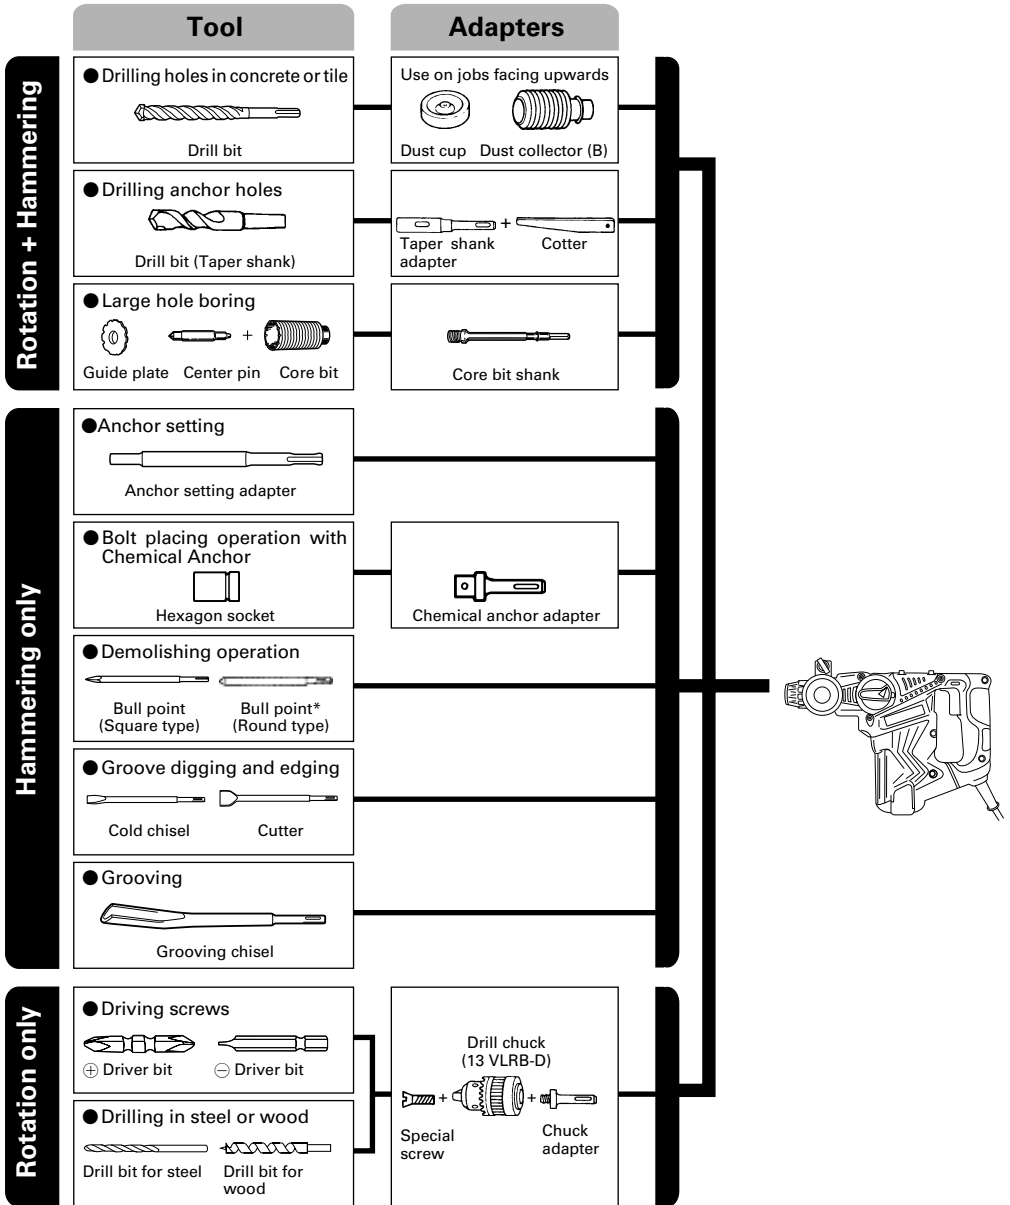 Tool
Adapters
Rotation + Hammering
● Drilling holes in concrete or tile
Drill bit
Use on jobs facing upwards
Dust cup Dust collector (B)
● Drilling anchor holes
Drill bit (Taper shank)
+
Taper shank
adapter
Cotter
● Large hole boring
+
Guide plate Center pin Core bit
Core bit shank
Hammering only
● Anchor setting
Anchor setting adapter
● Bolt placing operation with
Chemical Anchor
Hexagon socket
Chemical anchor adapter
● Demolishing operation
Bull point
(Square type)
Bull point*
(Round type)
● Groove digging and edging
Cold chisel Cutter
● Grooving
Grooving chisel
Rotation only
● Driving screws
⊕ Driver bit ⊖ Driver bit
● Drilling in steel or wood
Drill bit for steel
Drill bit for
wood
Drill chuck
(13 VLRB-D)
+ +
Special
screw
Chuck
adapter